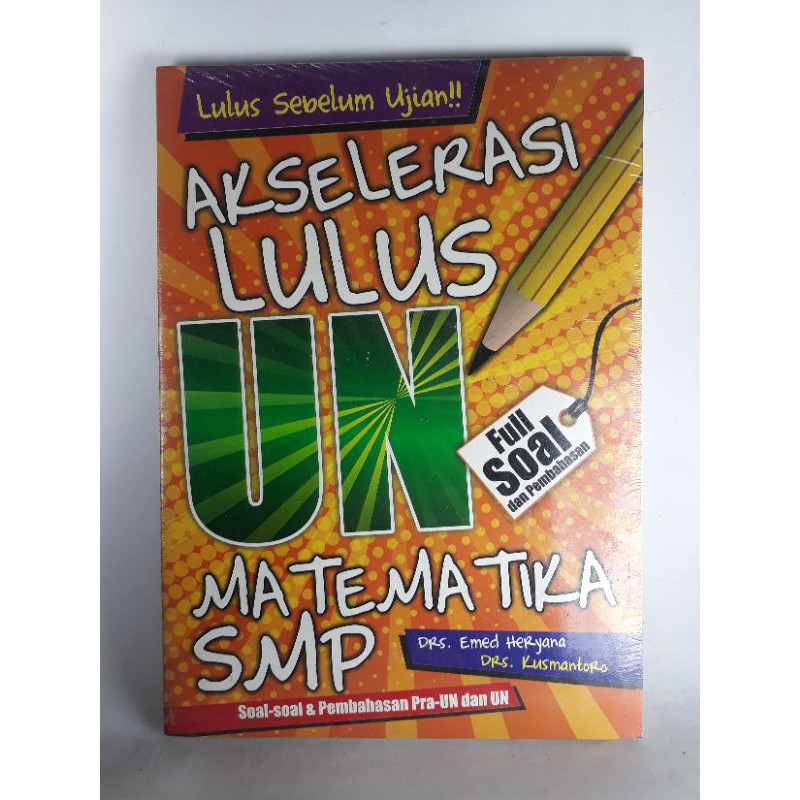 Lulus Sebelum Ujian!!
AKSELERASI
LULUS
UN
Full
Soal
dan Pembahasan
MATEMATIKA
SMP
DRS. Emed Heryana
DRS. Kusmantoro
Soal-soal & Pembahasan Pra-UN dan UN